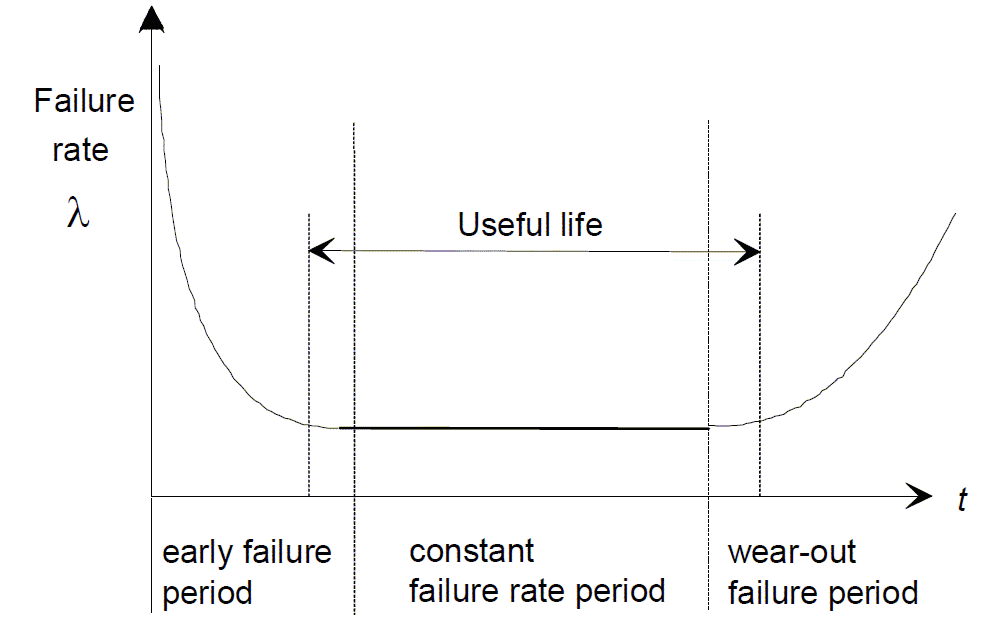 Failure
rate
λ
Useful life
t
early failure
period
constant
failure rate period
wear-out
failure period